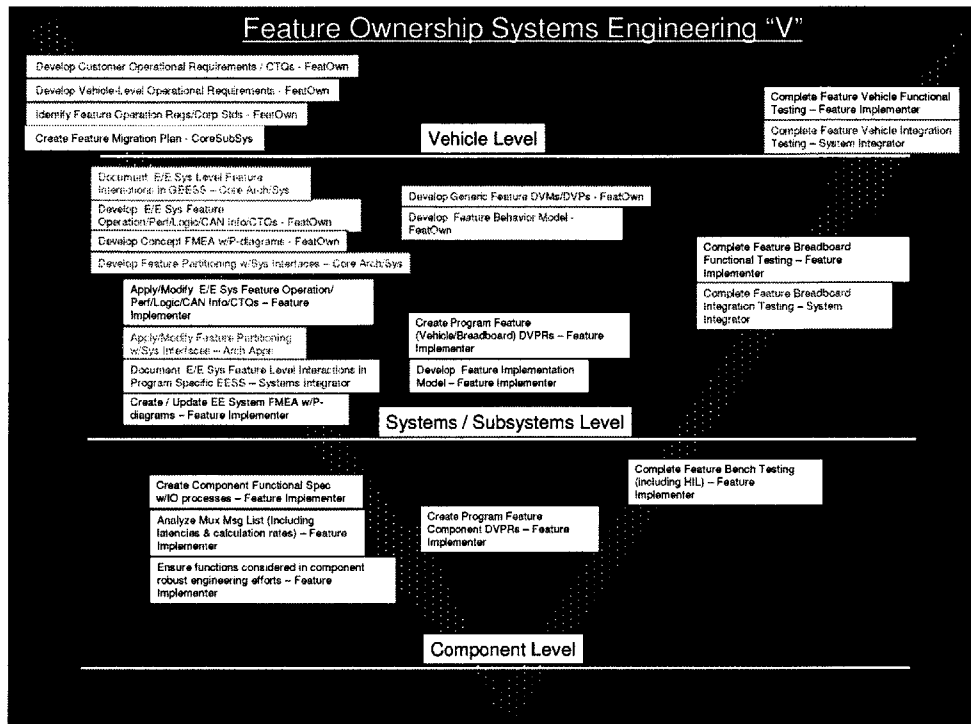 Feature Ownership Systems Engineering “V”
Develop Customer Operational Requirements / CTQs - FeatOwn
Develop Vehicle-Level Operational Requirements - FeatOwn
Identify Feature Operation Reqs/Corp Stds - FeatOwn
Create Feature Migration Plan - CoreSubSys
Complete Feature Vehicle Functional
Testing – Feature Implementer
Complete Feature Vehicle Integration
Testing – System Integrator
Vehicle Level
Document E/E Sys Level Feature
Interactions in GEESS – Core Arch/Sys
Develop E/E Sys Feature
Operation/Perf/Logic/CAN Info/CTQs - FeatOwn
Develop Concept FMEA w/P-diagrams - FeatOwn
Develop Feature Partitioning w/Sys Interfaces – Core Arch/Sys
Apply/Modify E/E Sys Feature Operation/
Perf/Logic/CAN Info/CTQs – Feature
Implementer
Apply/Modify Feature Partitioning
w/Sys Interfaces – Arch Apps
Document E/E Sys Feature Level Interactions in
Program Specific EESS – Systems Integrator
Create / Update EE System FMEA w/P-
diagrams – Feature Implementer
Develop Generic Feature DVMs/DVPs - FeatOwn
Develop Feature Behavior Model -
FeatOwn
Create Program Feature
(Vehicle/Breadboard) DVPRs – Feature
Implementer
Develop Feature Implementation
Model – Feature Implementer
Complete Feature Breadboard
Functional Testing – Feature
Implementer
Complete Feature Breadboard
Integration Testing – System
Integrator
Systems / Subsystems Level
Create Component Functional Spec
w/IO processes – Feature Implementer
Analyze Mux Msg List (Including
latencies & calculation rates) – Feature
Implementer
Ensure functions considered in component
robust engineering efforts – Feature
Implementer
Create Program Feature
Component DVPRs – Feature
Implementer
Complete Feature Bench Testing
(including HIL) – Feature
Implementer
Component Level